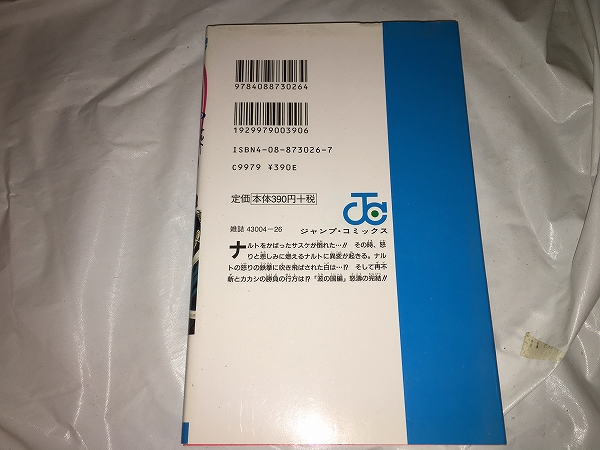 9784088730264
1929979003906
ISBN4-08-873026-7
C9979 ¥390E
定価 本体390円+税
雑誌 43004-26
ジャンプ・コミックス
ナルトをかばったサスケが倒れた…!! その時、怒
りと悲しみに燃えるナルトに異変が起きる。ナル
トの怒りの鉄拳に吹き飛ばされた白は…!? そして再不
斬とカカシの勝負の行方は!?「波の国編」怒濤の完結!!